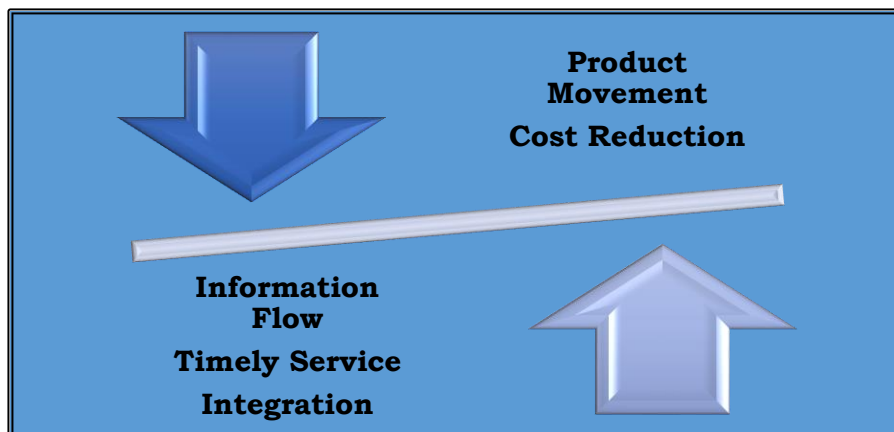 Product
Movement
Cost Reduction
Information
Flow
Timely Service
Integration